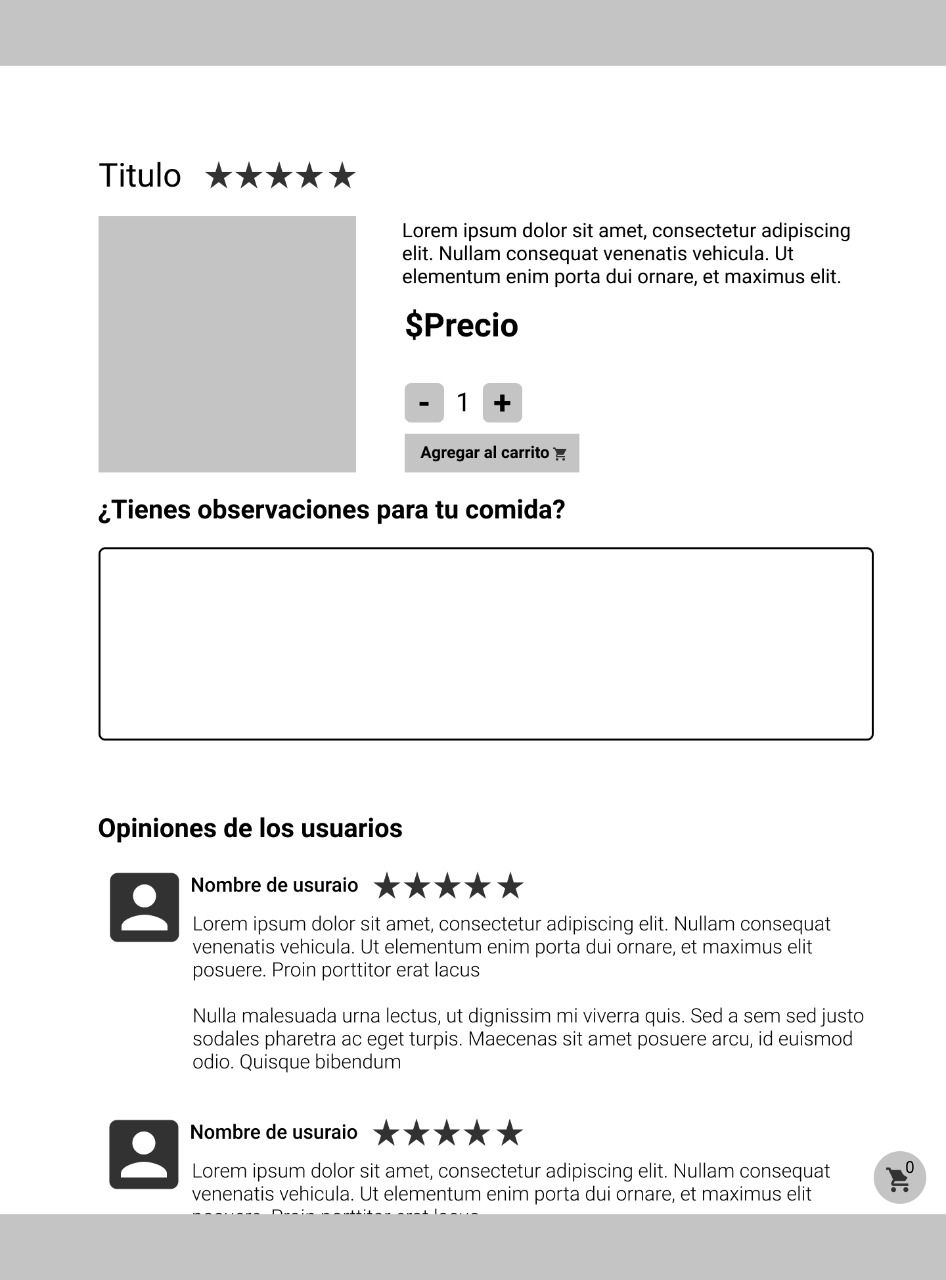 Titulo
Lorem ipsum dolor sit amet, consectetur adipiscing
elit. Nullam consequat venenatis vehicula. Ut
elementum enim porta dui ornare, et maximus elit.
$Precio
- 1 +
Agregar al carrito
¿Tienes observaciones para tu comida?
Opiniones de los usuarios
Nombre de usuraio
Lorem ipsum dolor sit amet, consectetur adipiscing elit. Nullam consequat
venenatis vehicula. Ut elementum enim porta dui ornare, et maximus elit
posuere. Proin porttitor erat lacus
Nulla malesuada urna lectus, ut dignissim mi viverra quis. Sed a sem sed justo
sodales pharetra ac eget turpis. Maecenas sit amet posuere arcu, id euismod
odio. Quisque bibendum
Nombre de usuraio
Lorem ipsum dolor sit amet, consectetur adipiscing elit. Nullam consequat
venenatis vehicula. Ut elementum enim porta dui ornare, et maximus elit
posuere. Proin porttitor erat lacus
0